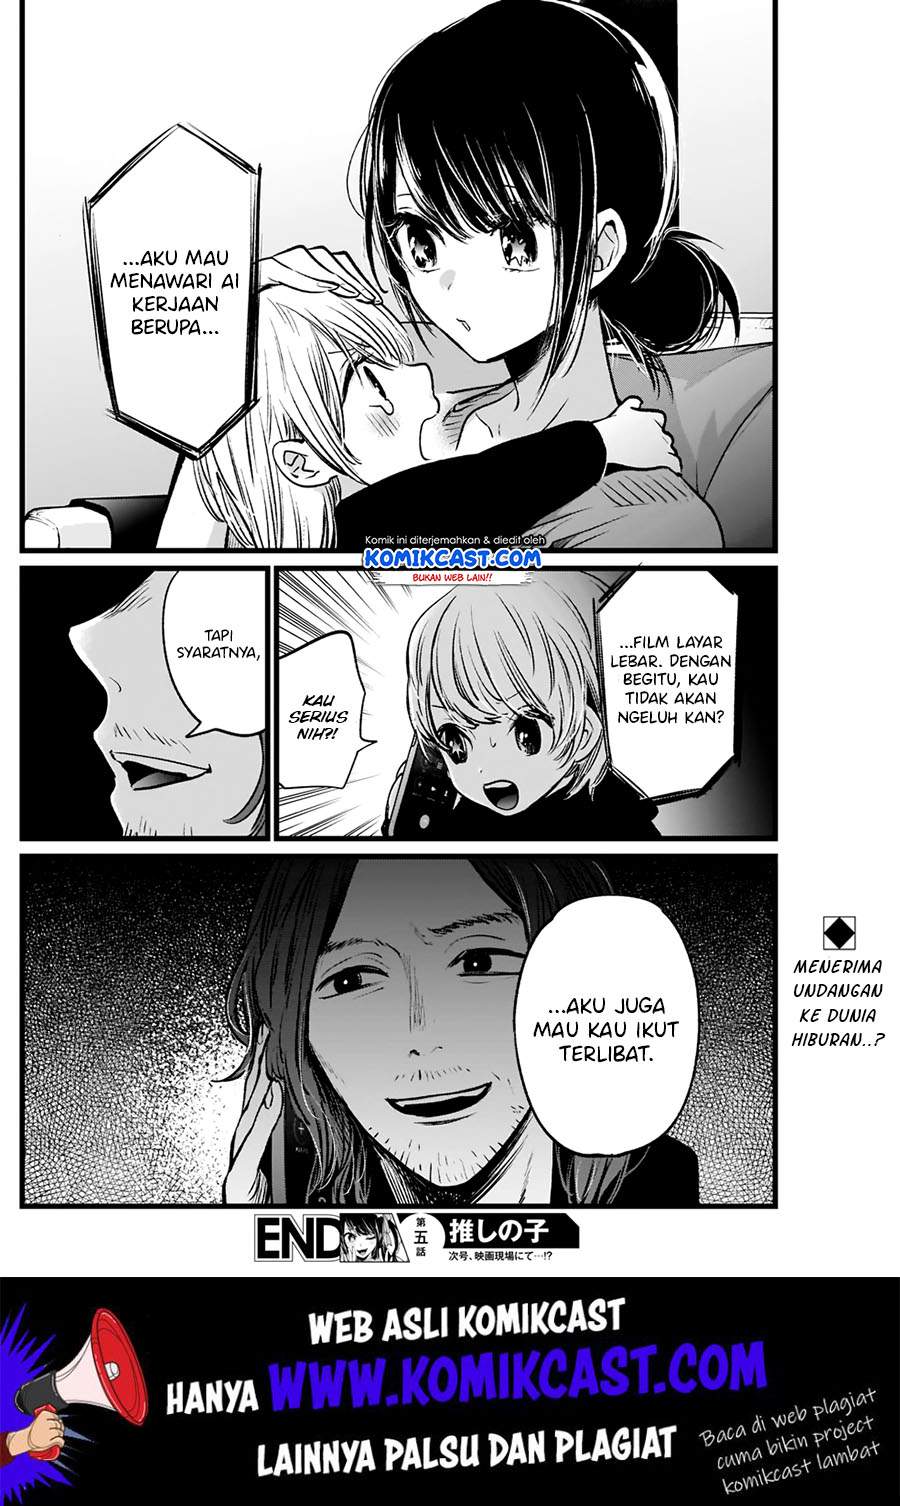 ...AKU MAU
MENAWARI AI
KERJAAN
BERUPA...
Komik ini diterjemahkan & diedit oleh
KOMIKCAST.COM
BUKAN WEB LAIN!!
...FILM LAYAR
LEBAR. DENGAN
BEGITU, KAU
TIDAK AKAN
NGELUH KAN?
KAU
SERIUS
NIH?!
TAPI
SYARATNYA,
...AKU JUGA
MAU KAU IKUT
TERLIBAT.
MENERIMA
UNDANGAN
KE DUNIA
HIBURAN..?
END
第五話
推しの子
次号、映画現場にて…!?
WEB ASLI KOMIKCAST
HANYA WWW.KOMIKCAST.COM
LAINNYA PALSU DAN PLAGIAT
Baca di web plagiat
cuma bikin project
komikcast lambat